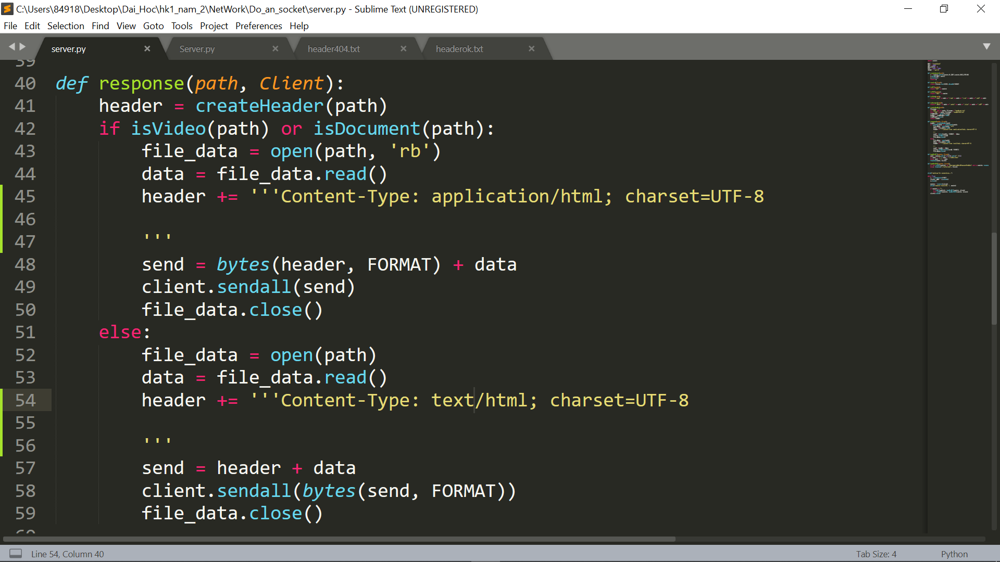 C:\Users\84918\Desktop\Dai_Hoc\hk1_nam_2\NetWork\Do_an_socket\server.py - Sublime Text (UNREGISTERED)
File Edit Selection Find View Goto Tools Project Preferences Help
server.py Server.py header404.txt headerok.txt
39
40 def response(path, Client):
41 header = createHeader(path)
42 if isVideo(path) or isDocument(path):
43 file_data = open(path, 'rb')
44 data = file_data.read()
45 header += '''Content-Type: application/html; charset=UTF-8
46
47 '''
48 send = bytes(header, FORMAT) + data
49 client.sendall(send)
50 file_data.close()
51 else:
52 file_data = open(path)
53 data = file_data.read()
54 header += '''Content-Type: text/html; charset=UTF-8
55
56 '''
57 send = header + data
58 client.sendall(bytes(send, FORMAT))
59 file_data.close()
60
Line 54, Column 40 Tab Size: 4 Python